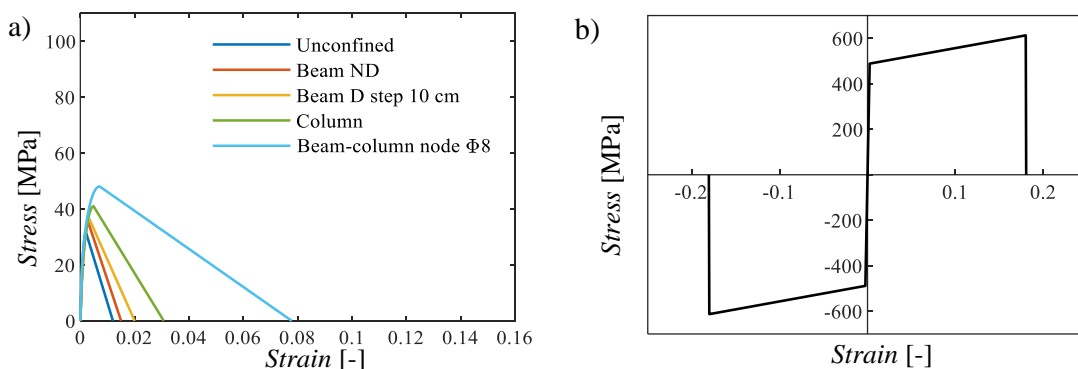 a)
Stress [MPa]
100
80
60
40
20
0
Unconfined
Beam ND
Beam D step 10 cm
Column
Beam-column node Φ8
0 0.02 0.04 0.06 0.08 0.1 0.12 0.14 0.16
Strain [-]
b)
Stress [MPa]
600
400
200
-0.2 -0.1 0.1 0.2
-200
-400
-600
Strain [-]